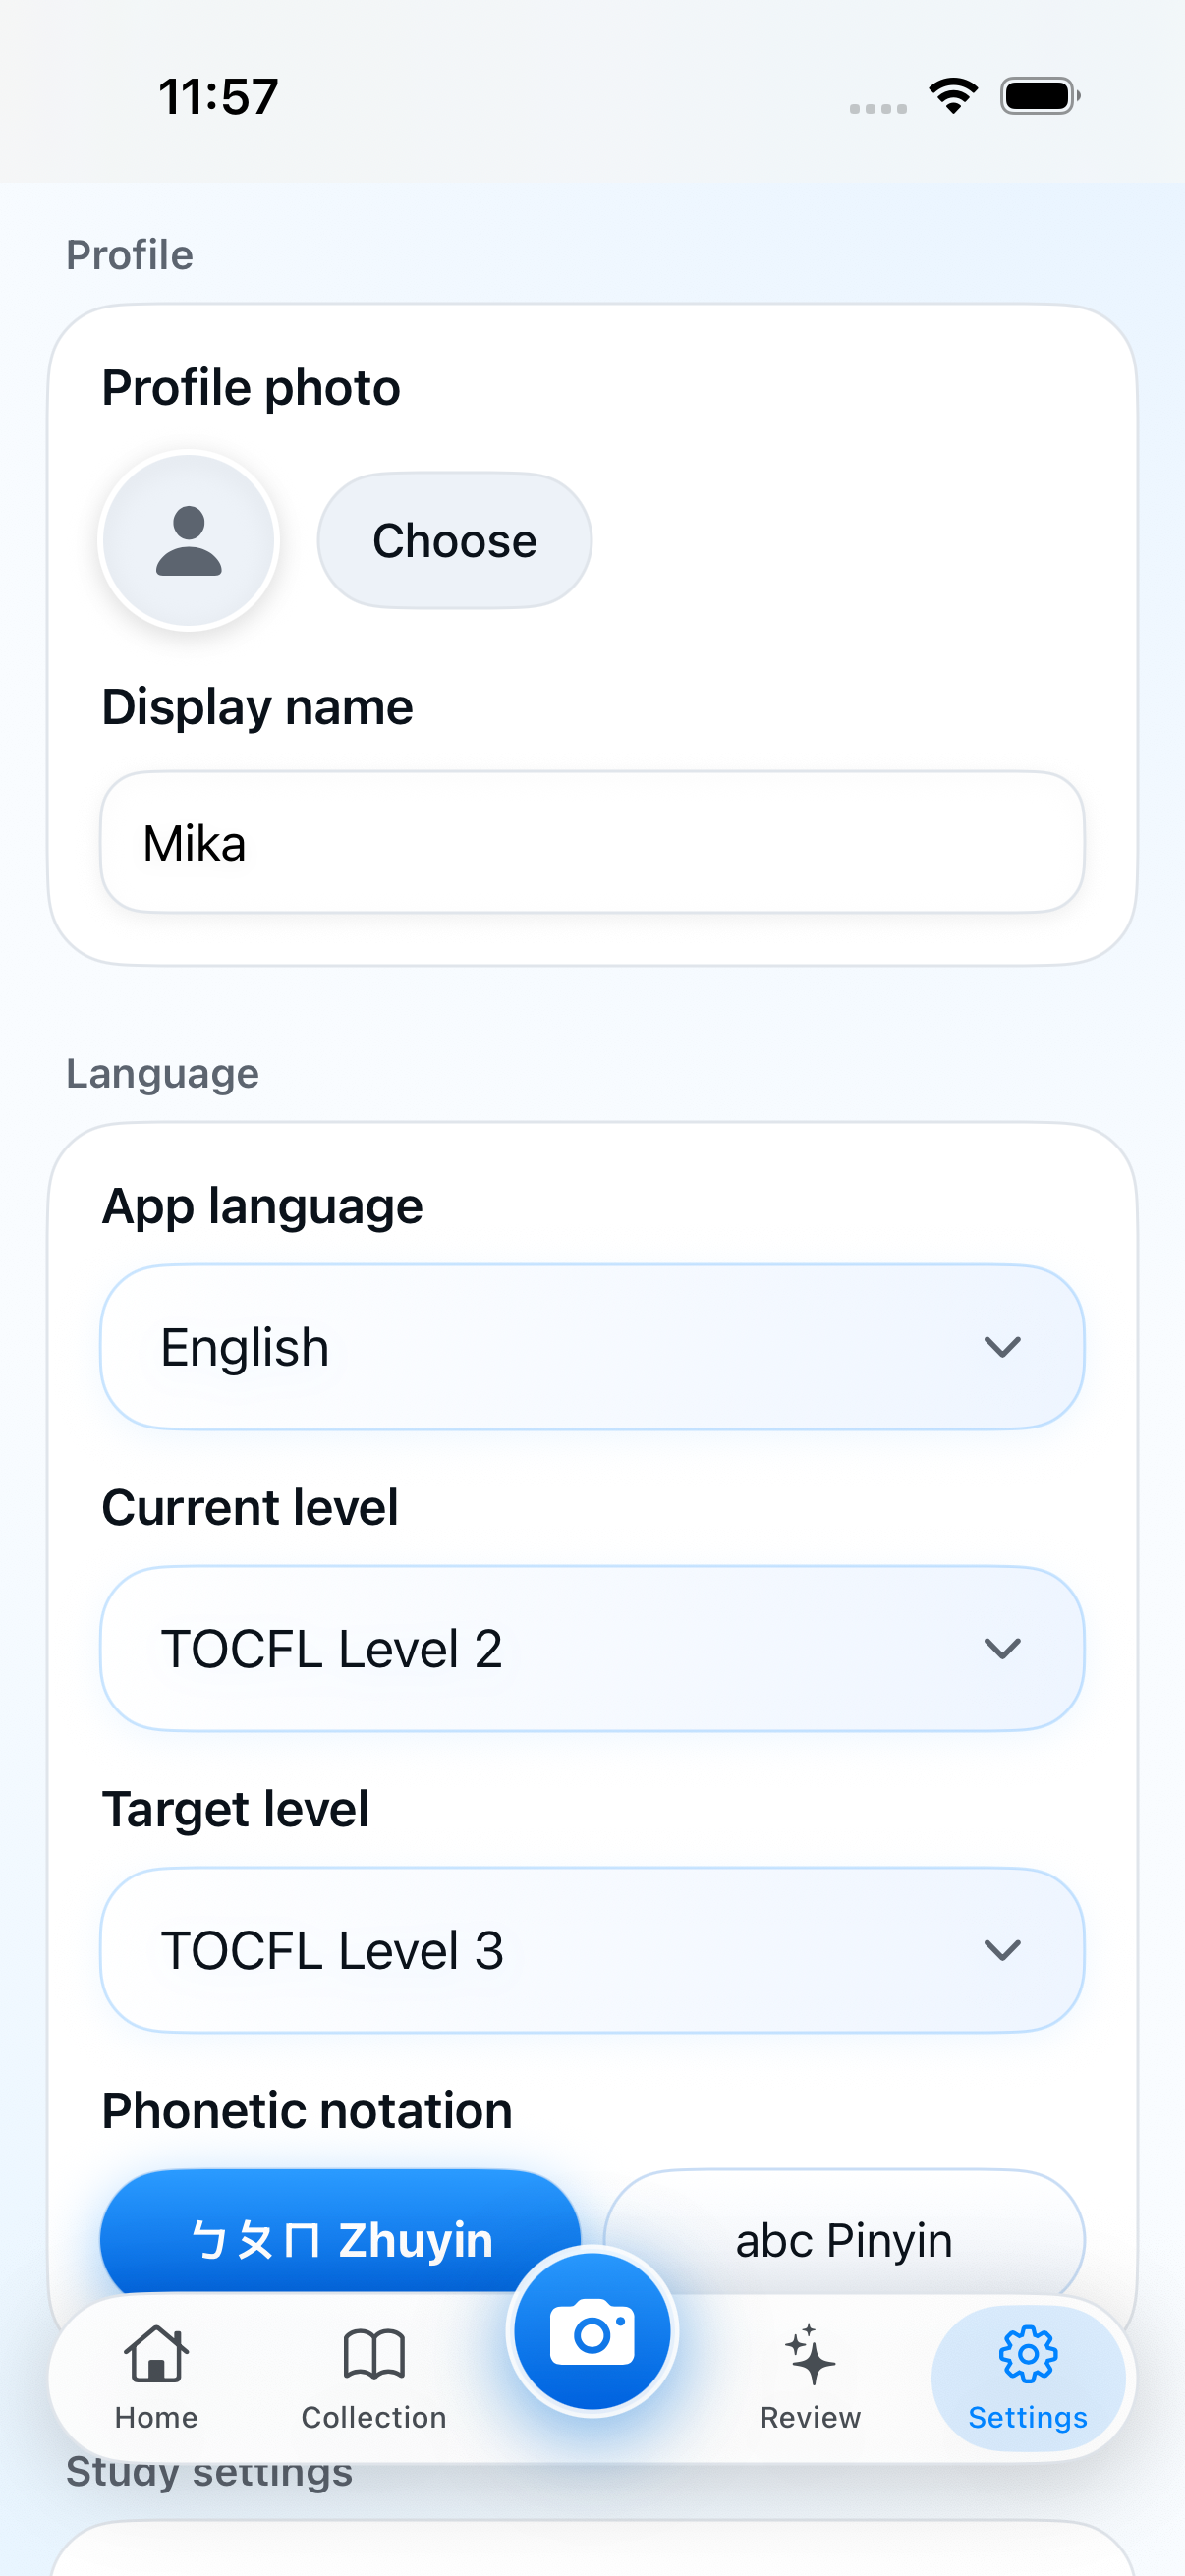 11:57
Profile
Profile photo
Choose
Display name
Mika
Language
App language
English
Current level
TOCFL Level 2
Target level
TOCFL Level 3
Phonetic notation
ㄅㄆㄇ Zhuyin
abc Pinyin
Home
Collection
Review
Settings
Study settings